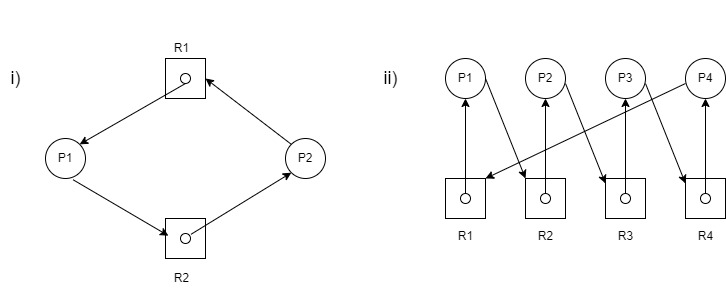 i)
R1
P1
P2
R2
ii)
P1 P2 P3 P4
R1 R2 R3 R4